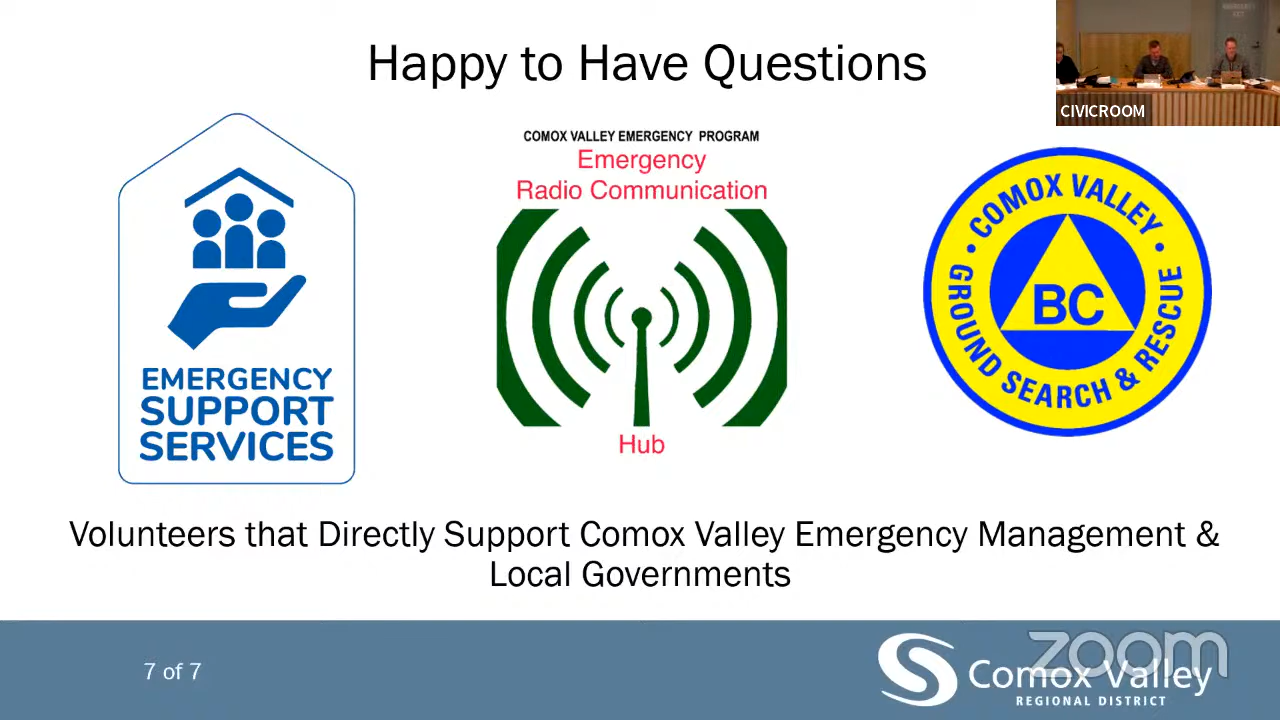 Happy to Have Questions
CIVICROOM
EMERGENCY
SUPPORT
SERVICES
COMOX VALLEY EMERGENCY PROGRAM
Emergency
Radio Communication
Hub
COMOX VALLEY
GROUND SEARCH & RESCUE
BC
Volunteers that Directly Support Comox Valley Emergency Management &
Local Governments
7 of 7
zoom
Comox Valley
REGIONAL DISTRICT